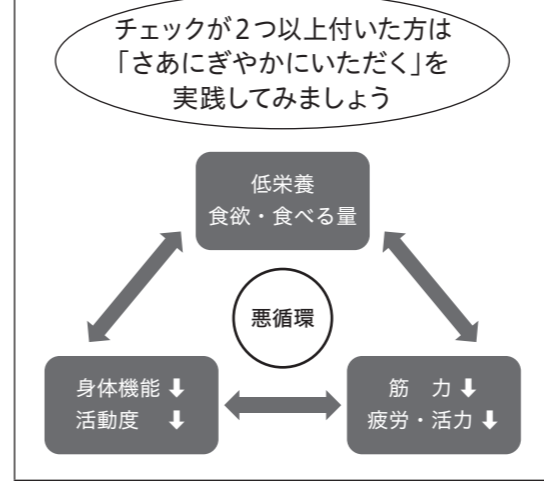 チェックが2つ以上付いた方は
「さあにぎやかにいただく」を
実践してみましょう
低栄養
食欲・食べる量
悪循環
身体機能⬇
活動度 ⬇
筋 力⬇
疲労・活力⬇